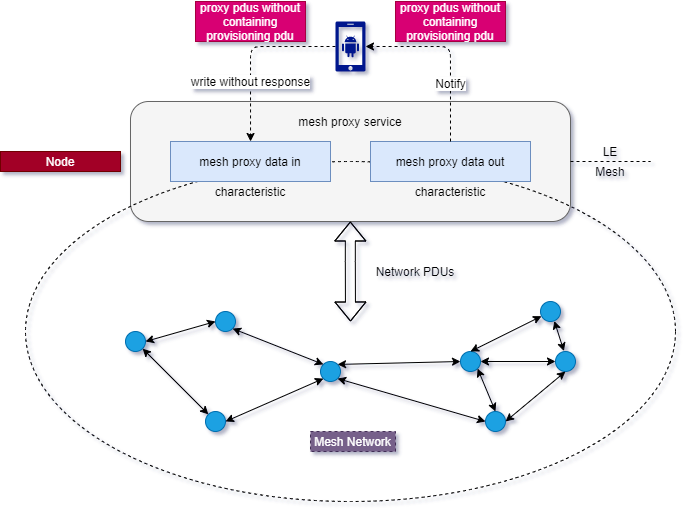 proxy pdus without
containing
provisioning pdu
proxy pdus without
containing
provisioning pdu
write without response
Notify
mesh proxy service
Node
mesh proxy data in
mesh proxy data out
LE
Mesh
characteristic
characteristic
Network PDUs
Mesh Network